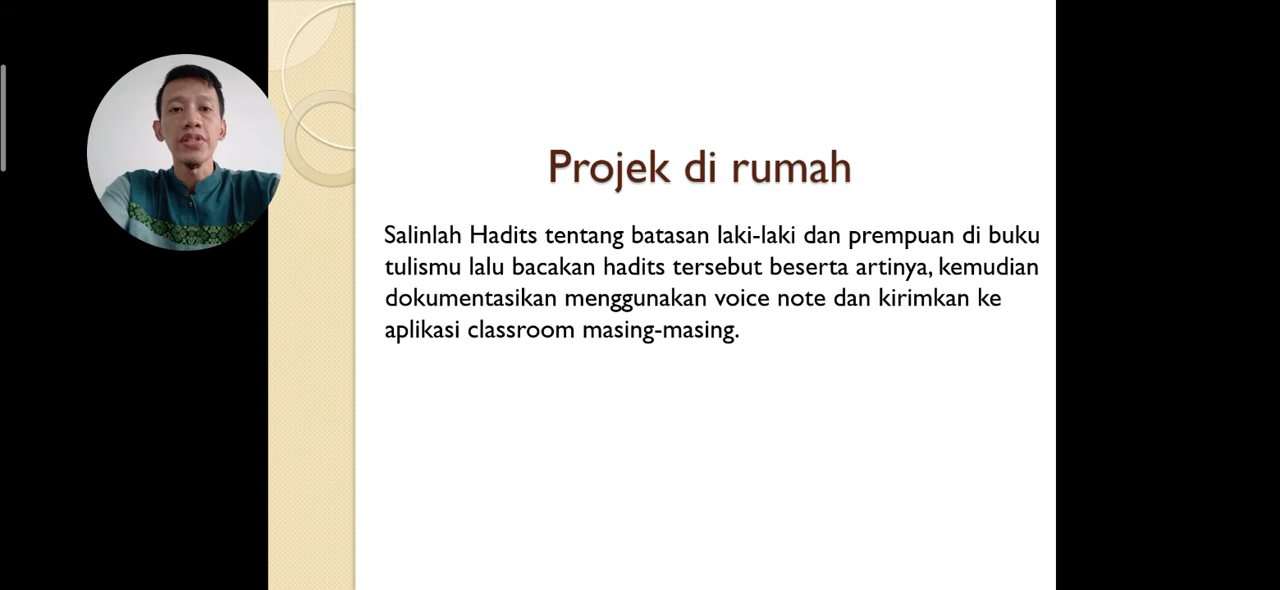 Projek di rumah
Salinlah Hadits tentang batasan laki-laki dan prempuan di buku
tulismu lalu bacakan hadits tersebut beserta artinya, kemudian
dokumentasikan menggunakan voice note dan kirimkan ke
aplikasi classroom masing-masing.